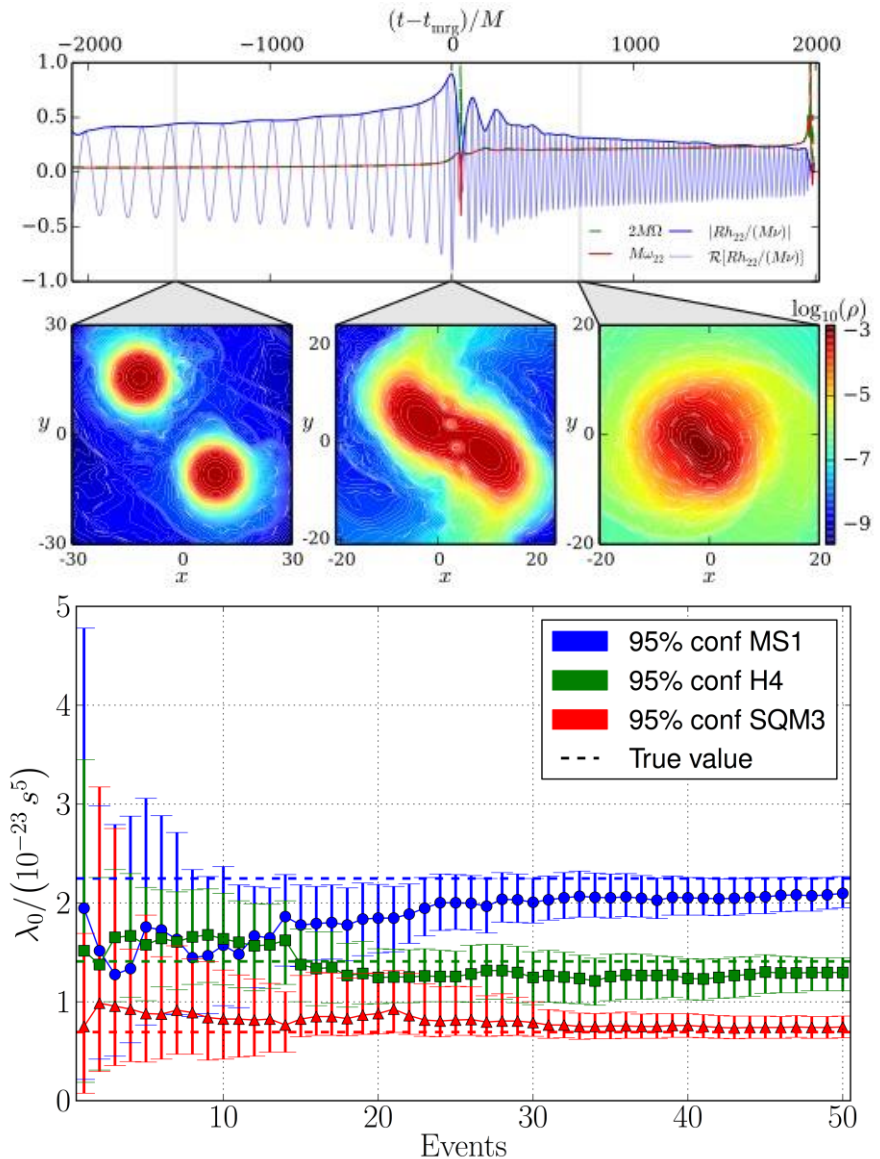 (t−t_mrg)/M
−2000 −1000 0 1000 2000
1.0
0.5
0.0
−0.5
−1.0
2MΩ |Rh₂₂/(Mν)|
Mω₂₂ ℛ[Rh₂₂/(Mν)]
log₁₀(ρ)
30
y
0
-30
-30 0 30
x
20
y
0
-20
-20 0 20
x
20
y
0
-20
-20 0 20
x
−3
−5
−7
−9
5
4
3
2
1
0
λ₀/(10⁻²³ s⁵)
95% conf MS1
95% conf H4
95% conf SQM3
True value
10 20 30 40 50
Events